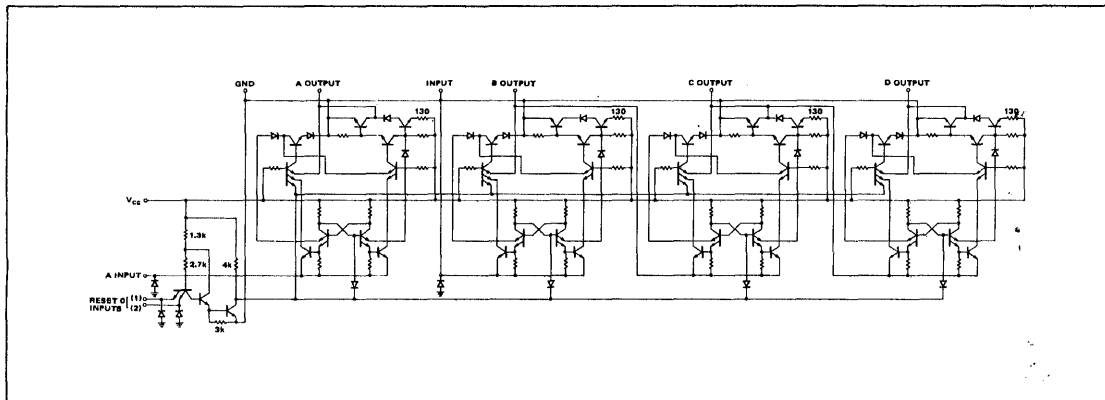 GND A OUTPUT INPUT B OUTPUT C OUTPUT D OUTPUT
130 130 130 130
VCC
1.3k
2.7k 4k
A INPUT
RESET 0 (1)
INPUTS (2)
3k